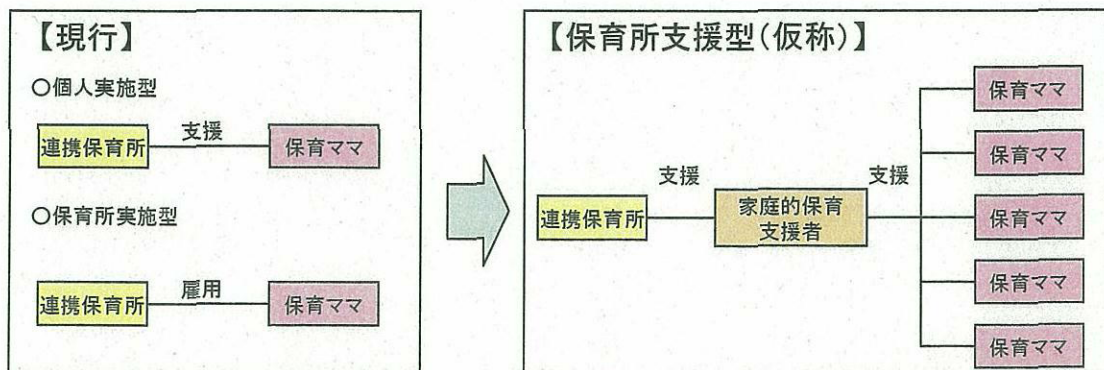 【現行】
○個人実施型
連携保育所
支援
保育ママ
○保育所実施型
連携保育所
雇用
保育ママ
【保育所支援型(仮称)】
連携保育所
支援
家庭的保育
支援者
支援
保育ママ
保育ママ
保育ママ
保育ママ
保育ママ